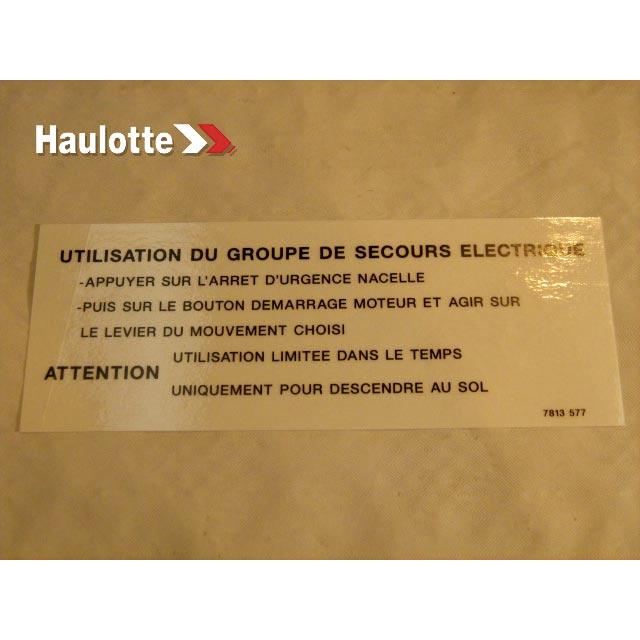 Haulotte
UTILISATION DU GROUPE DE SECOURS ELECTRIQUE
-APPUYER SUR L'ARRET D'URGENCE NACELLE
-PUIS SUR LE BOUTON DEMARRAGE MOTEUR ET AGIR SUR
LE LEVIER DU MOUVEMENT CHOISI
UTILISATION LIMITEE DANS LE TEMPS
ATTENTION
UNIQUEMENT POUR DESCENDRE AU SOL
7813 577